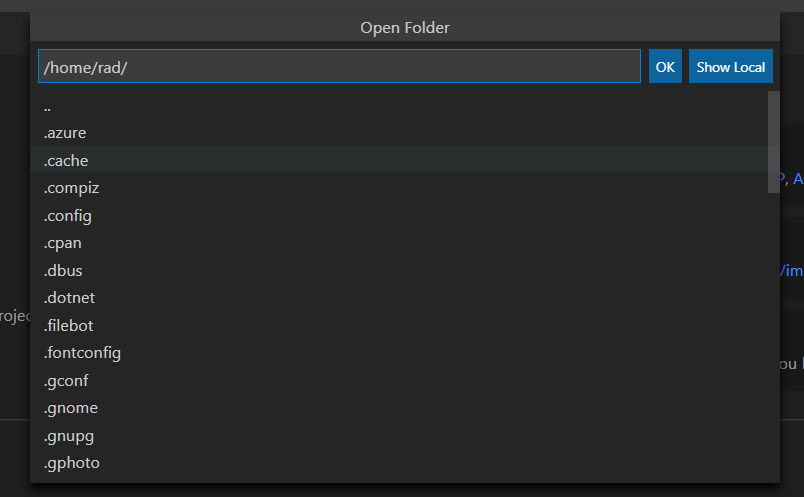 Open Folder
/home/rad/ OK Show Local
..
.azure
.cache
.compiz
P, A
.config
.cpan
.dbus
/im
.dotnet
rojec
.filebot
.fontconfig
ou
.gconf
.gnome
.gnupg
.gphoto